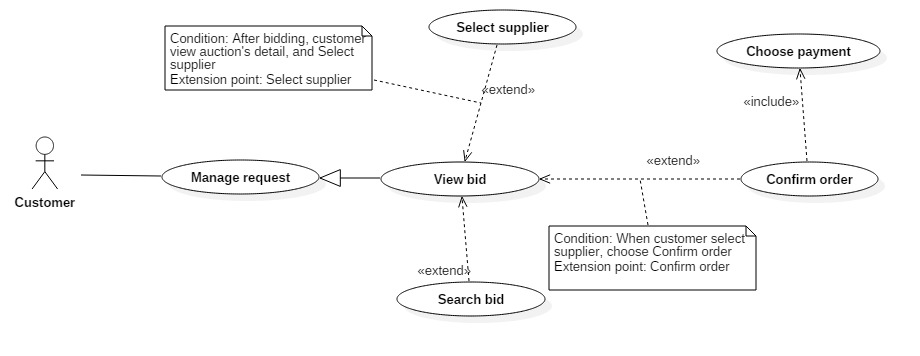 Select supplier
Condition: After bidding, customer
view auction's detail, and Select
supplier
Extension point: Select supplier
Choose payment
«extend»
«include»
Manage request
View bid
«extend»
Confirm order
Customer
Condition: When customer select
supplier, choose Confirm order
Extension point: Confirm order
«extend»
Search bid